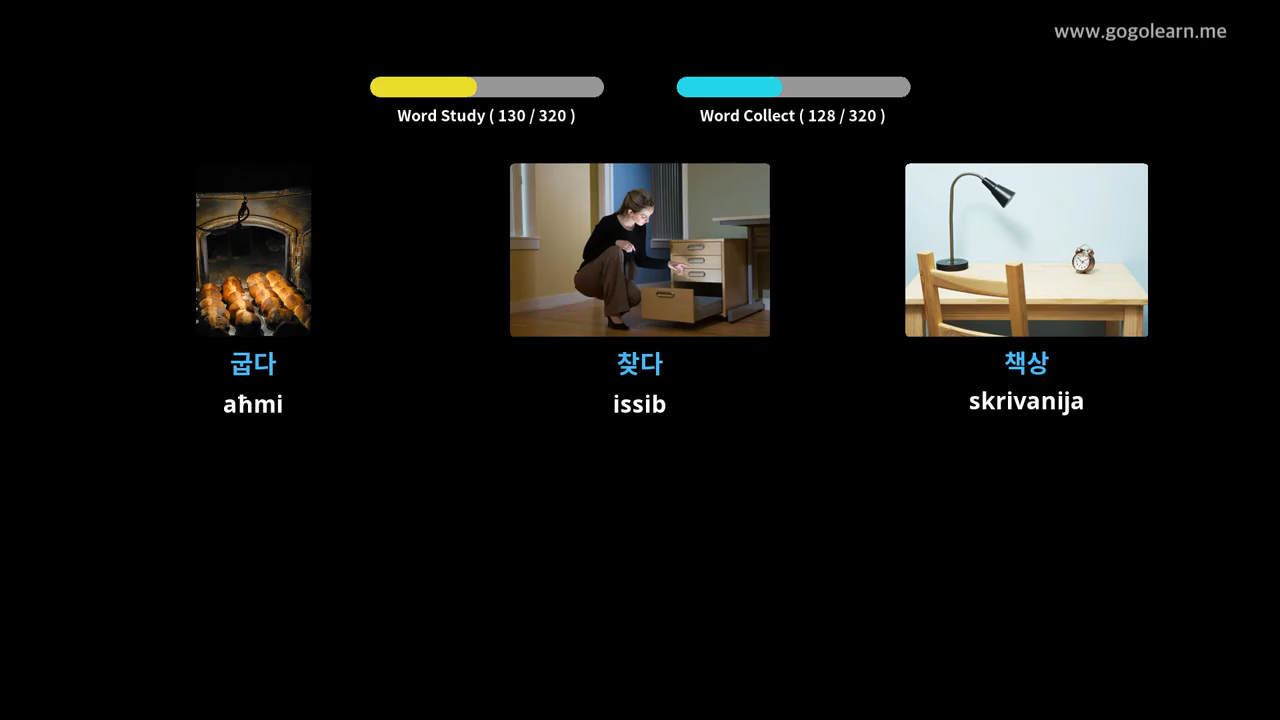 www.gogolearn.me
Word Study ( 130 / 320 )
Word Collect ( 128 / 320 )
굽다
찾다
책상
aħmi
issib
skrivanija